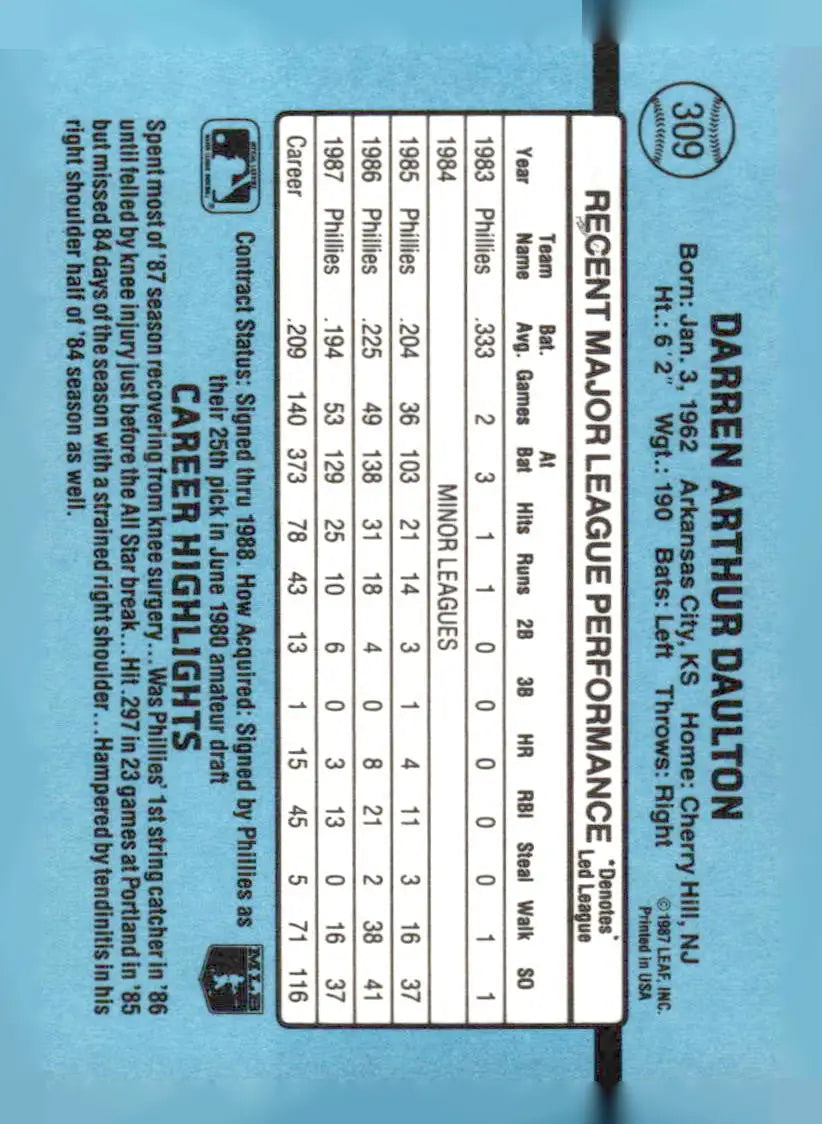 309
DARREN ARTHUR DAULTON
Born: Jan. 3, 1962 Arkansas City, KS Home: Cherry Hill, NJ
Ht.: 6'2" Wgt.: 190 Bats: Left Throws: Right
©1987 LEAF, INC.
Printed in USA
RECENT MAJOR LEAGUE PERFORMANCE *Denotes*
Led League
Team Bat. At
Year Name Avg. Games Bat Hits Runs 2B 3B HR RBI Steal Walk SO
1983 Phillies .333 2 3 1 1 0 0 0 0 0 1 1
1984 MINOR LEAGUES
1985 Phillies .204 36 103 21 14 3 1 4 11 3 16 37
1986 Phillies .225 49 138 31 18 4 0 8 21 2 38 41
1987 Phillies .194 53 129 25 10 6 0 3 13 0 16 37
Career .209 140 373 78 43 13 1 15 45 5 71 116
Contract Status: Signed thru 1988. How Acquired: Signed by Phillies as
their 25th pick in June 1980 amateur draft
MLB
CAREER HIGHLIGHTS
Spent most of '87 season recovering from knee surgery...Was Phillies' 1st string catcher in '86
until felled by knee injury just before the All Star break...Hit .297 in 23 games at Portland in '85
but missed 84 days of the season with a strained right shoulder...Hampered by tendinitis in his
right shoulder half of '84 season as well.